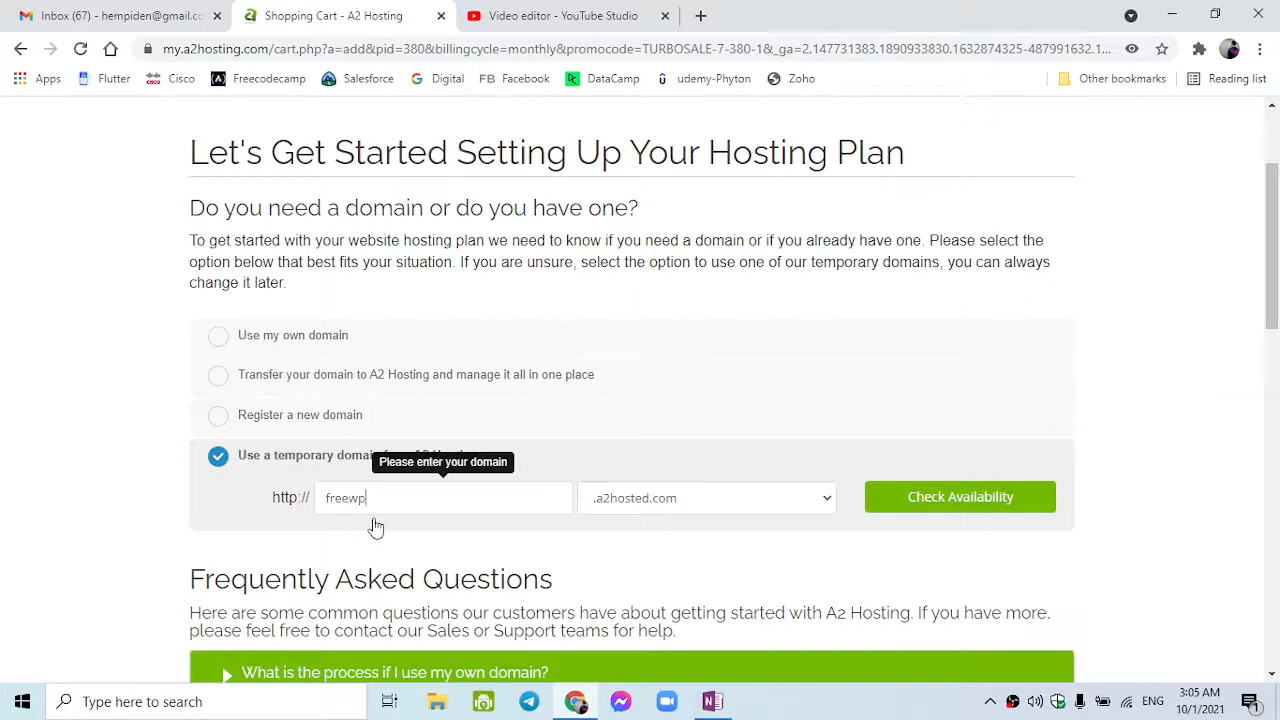 Inbox (67) - hempiden@gmail.co
Shopping Cart - A2 Hosting
Video editor - YouTube Studio
my.a2hosting.com/cart.php?a=add&pid=380&billingcycle=monthly&promocode=TURBOSALE-7-380-1&_ga=2.147731383.1890933830.1632874325-487991632.1...
Apps
Flutter
Cisco
Freecodecamp
Salesforce
Digital
Facebook
DataCamp
udemy-Phyton
Zoho
Other bookmarks
Reading list
Let's Get Started Setting Up Your Hosting Plan
Do you need a domain or do you have one?
To get started with your website hosting plan we need to know if you need a domain or if you already have one. Please select the
option below that best fits your situation. If you are unsure, select the option to use one of our temporary domains, you can always
change it later.
Use my own domain
Transfer your domain to A2 Hosting and manage it all in one place
Register a new domain
Use a temporary domai
Please enter your domain
http:// freewp .a2hosted.com Check Availability
Frequently Asked Questions
Here are some common questions our customers have about getting started with A2 Hosting. If you have more,
please feel free to contact our Sales or Support teams for help.
What is the process if I use my own domain?
Type here to search
ENG
3:05 AM
10/1/2021